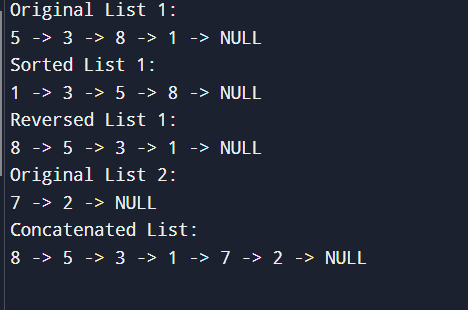 Original List 1:
5 -> 3 -> 8 -> 1 -> NULL
Sorted List 1:
1 -> 3 -> 5 -> 8 -> NULL
Reversed List 1:
8 -> 5 -> 3 -> 1 -> NULL
Original List 2:
7 -> 2 -> NULL
Concatenated List:
8 -> 5 -> 3 -> 1 -> 7 -> 2 -> NULL